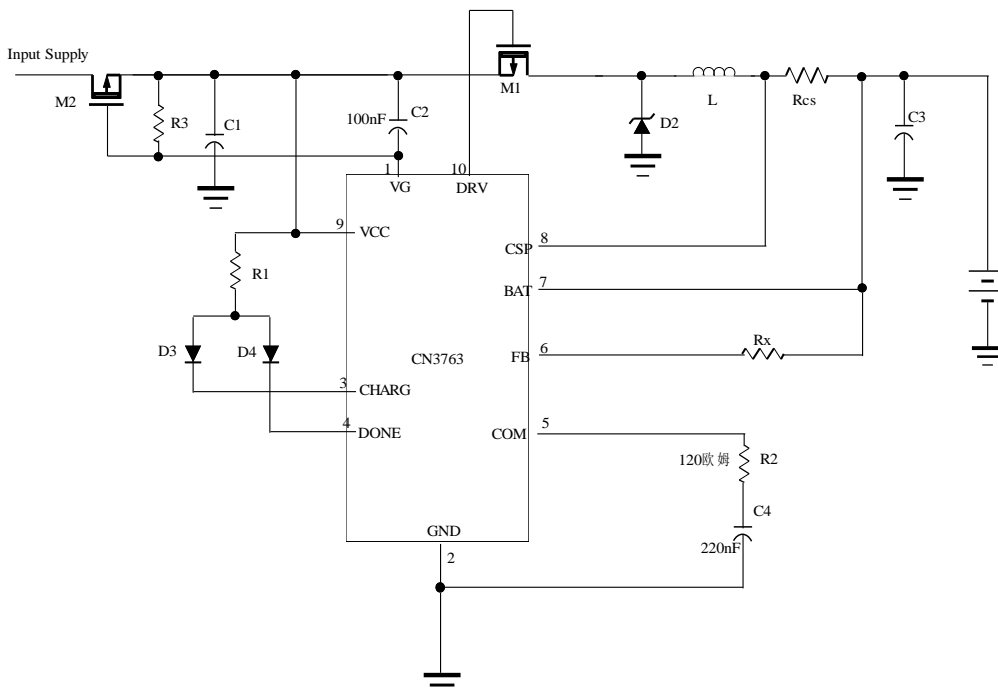 Input Supply
M2
R3
C1
100nF
C2
M1
D2
L
Rcs
C3
1
VG
10
DRV
9
VCC
CSP
8
R1
BAT
7
D3
D4
CN3763
FB
6
Rx
3
CHARG
4
DONE
COM
5
120欧姆
R2
C4
220nF
GND
2